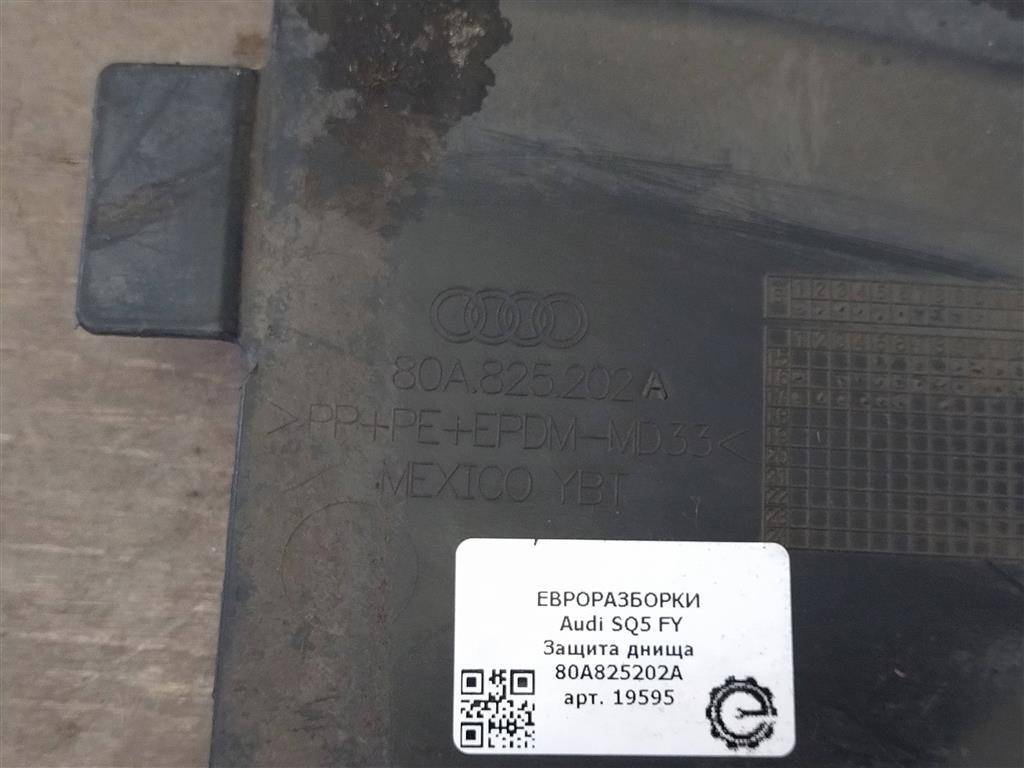 80A.825.202 A
>PP+PE+EPDM-MD33<
MEXICO YBT
ЕВРОРАЗБОРКИ
Audi SQ5 FY
Защита днища
80A825202A
арт. 19595